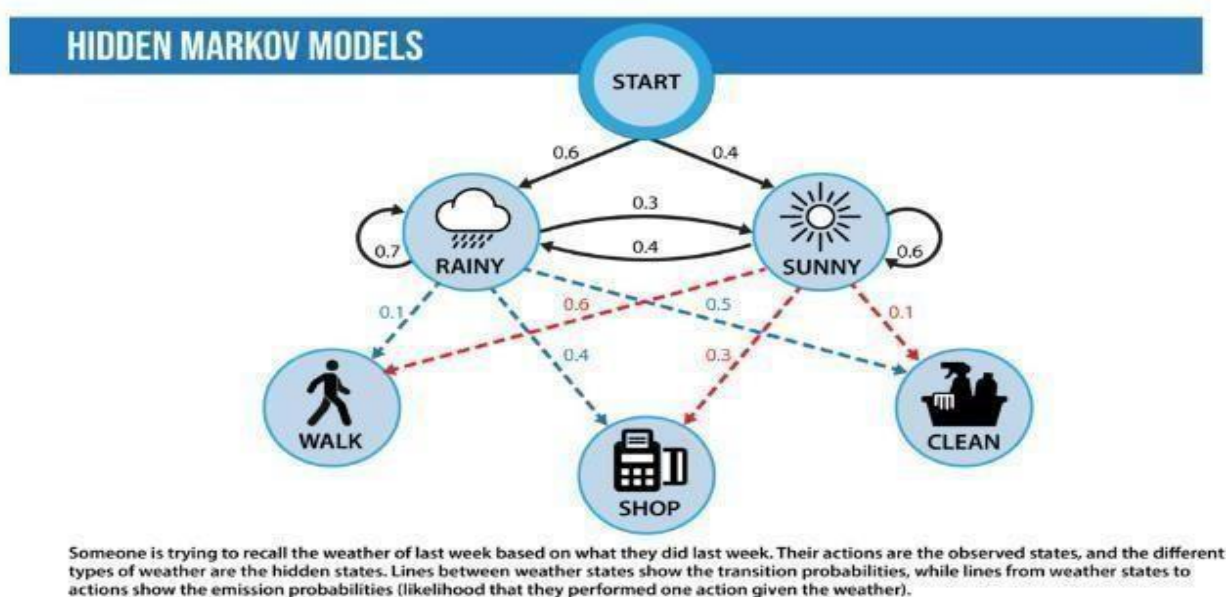 HIDDEN MARKOV MODELS
START
0.6
0.4
0.3
0.7
0.4
0.6
RAINY
SUNNY
0.1
0.6
0.5
0.1
0.4
0.3
WALK
CLEAN
SHOP
Someone is trying to recall the weather of last week based on what they did last week. Their actions are the observed states, and the different
types of weather are the hidden states. Lines between weather states show the transition probabilities, while lines from weather states to
actions show the emission probabilities (likelihood that they performed one action given the weather).